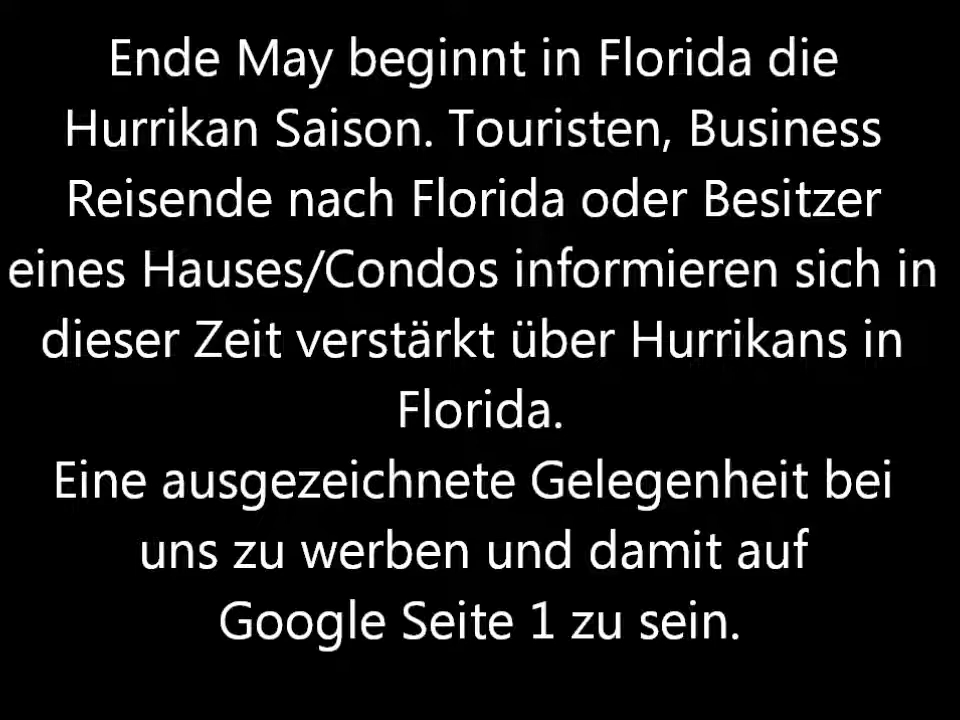 Ende May beginnt in Florida die
Hurrikan Saison. Touristen, Business
Reisende nach Florida oder Besitzer
eines Hauses/Condos informieren sich in
dieser Zeit verstärkt über Hurrikans in
Florida.
Eine ausgezeichnete Gelegenheit bei
uns zu werben und damit auf
Google Seite 1 zu sein.